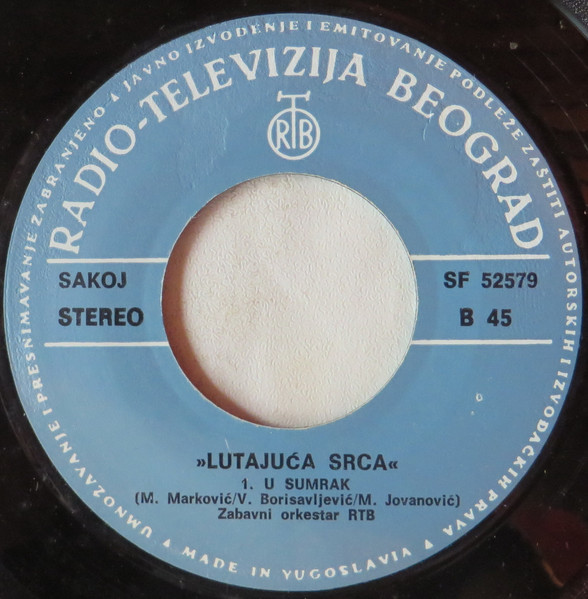 UMNOŽAVANJE I PRESNIMAVANJE ZABRANJENO ▲ JAVNO IZVOĐENJE I EMITOVANJE PODLEŽE ZAŠTITI AUTORSKIH I IZVOĐAČKIH PRAVA ▲
RADIO-TELEVIZIJA BEOGRAD
RTB
SAKOJ
STEREO
SF 52579
B 45
»LUTAJUĆA SRCA«
1. U SUMRAK
(M. Marković/V. Borisavljević/M. Jovanović)
Zabavni orkestar RTB
MADE IN YUGOSLAVIA